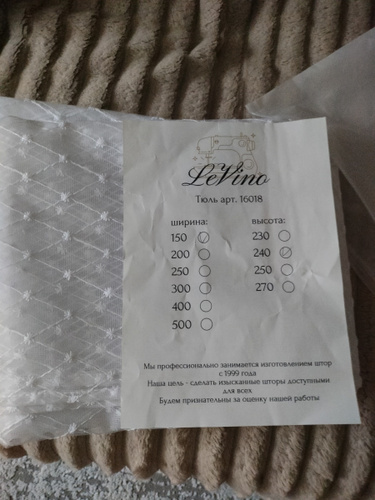 LeVino
Тюль арт. 16018
ширина: высота:
150 230
200 240
250 250
300 270
400
500
Мы профессионально занимается изготовлением штор
с 1999 года
Наша цель - сделать изысканные шторы доступными
для всех
Будем признательны за оценку нашей работы